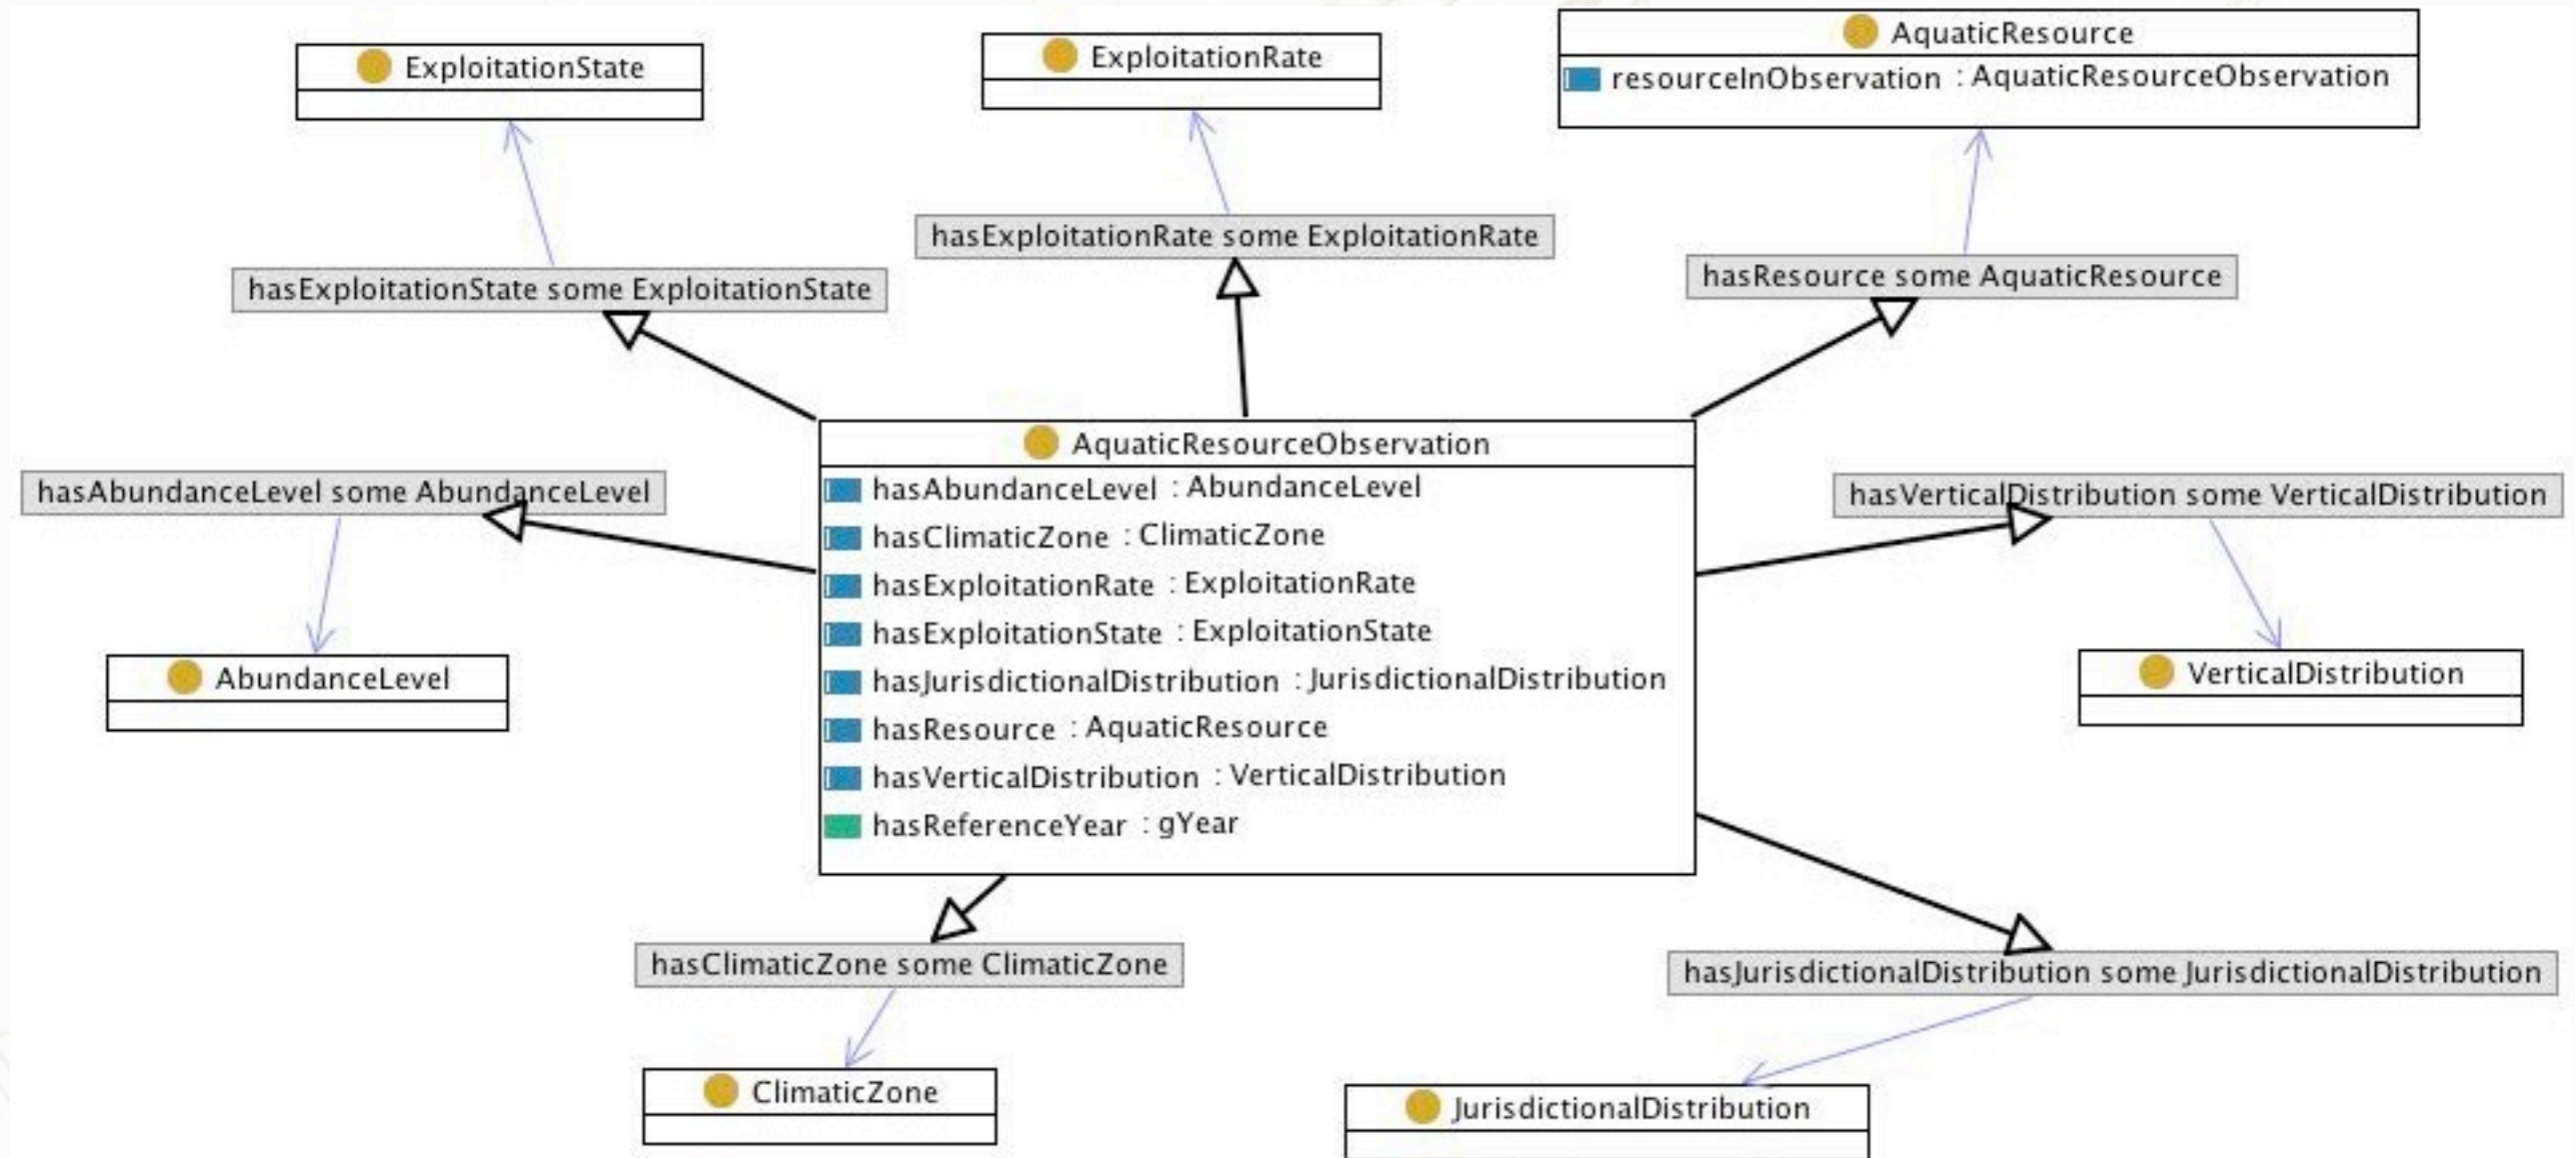 ExploitationState
ExploitationRate
AquaticResource
resourceInObservation : AquaticResourceObservation
hasExploitationRate some ExploitationRate
hasResource some AquaticResource
hasExploitationState some ExploitationState
AquaticResourceObservation
hasAbundanceLevel : AbundanceLevel
hasClimaticZone : ClimaticZone
hasExploitationRate : ExploitationRate
hasExploitationState : ExploitationState
hasJurisdictionalDistribution : JurisdictionalDistribution
hasResource : AquaticResource
hasVerticalDistribution : VerticalDistribution
hasReferenceYear : gYear
hasAbundanceLevel some AbundanceLevel
hasVerticalDistribution some VerticalDistribution
AbundanceLevel
VerticalDistribution
hasClimaticZone some ClimaticZone
hasJurisdictionalDistribution some JurisdictionalDistribution
ClimaticZone
JurisdictionalDistribution